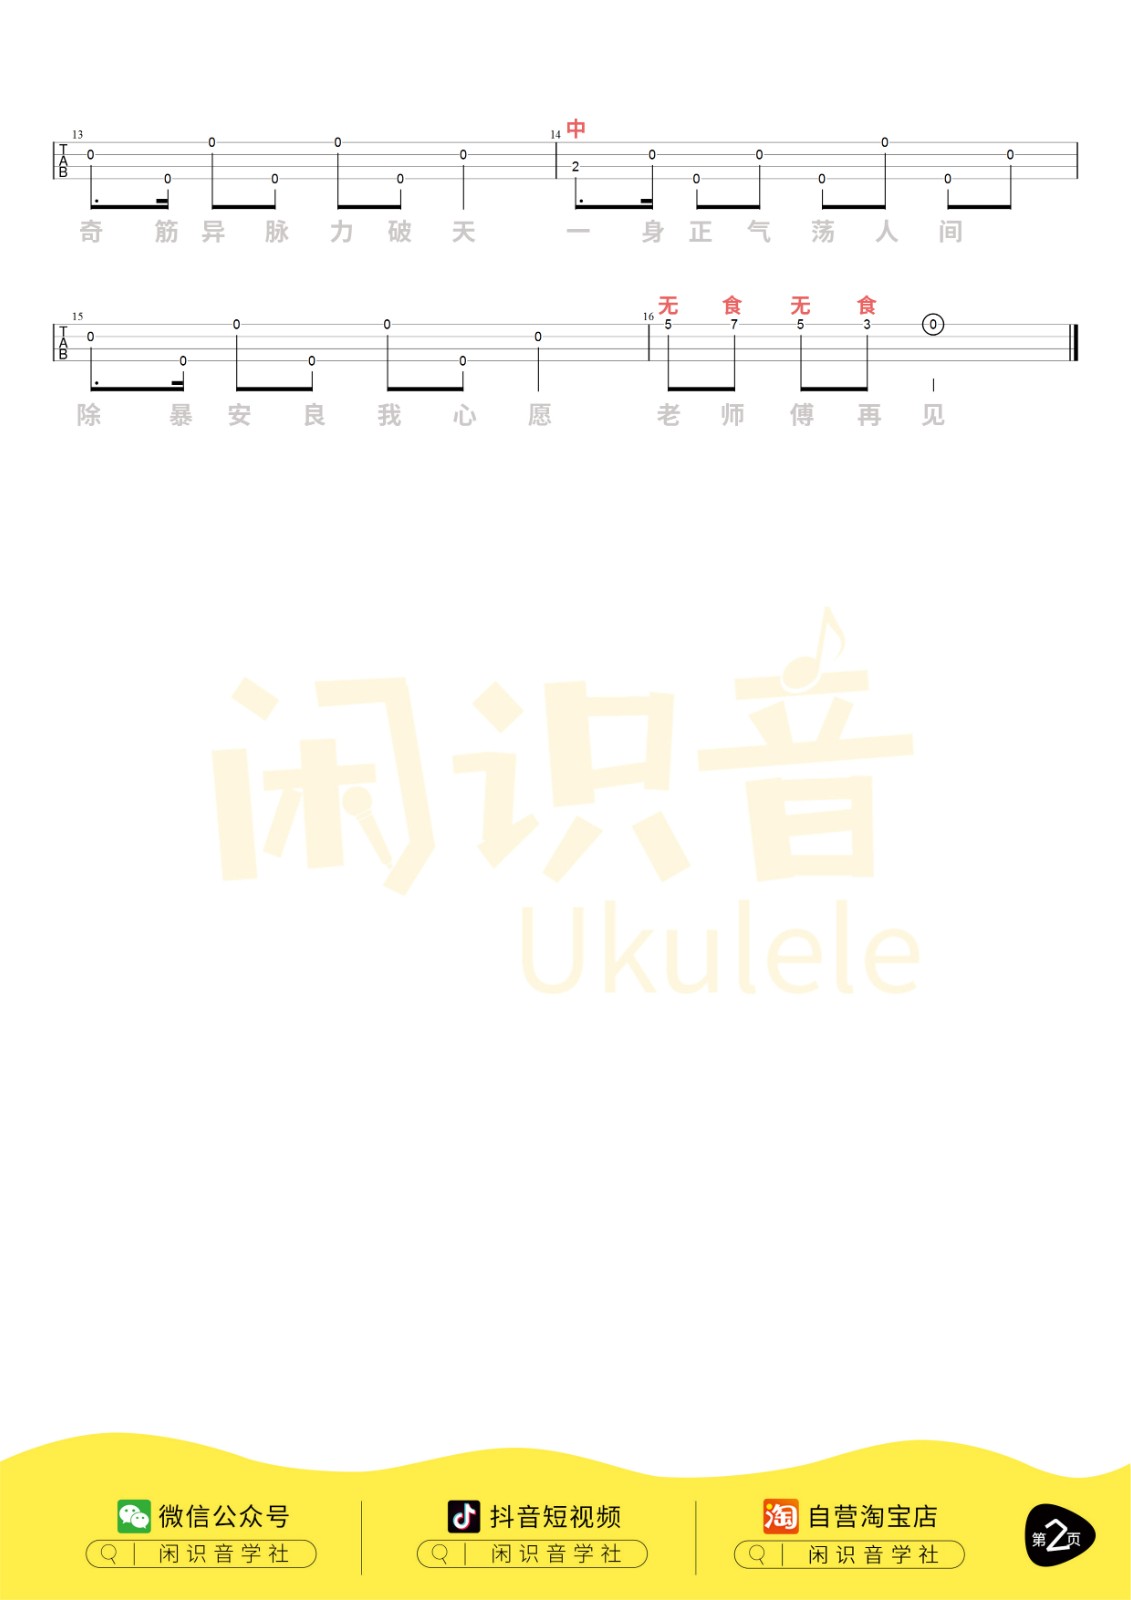 13 14 中
T A B 0 0 0 0 0 0 0 2 0 0 0 0 0 0 0
奇 筋 异 脉 力 破 天 一 身 正 气 荡 人 间
15 16 无 食 无 食
T A B 0 0 0 0 0 0 0 5 7 5 3 0
除 暴 安 良 我 心 愿 老 师 傅 再 见
闲识音
Ukulele
微信公众号 抖音短视频 淘 自营淘宝店
闲识音学社 闲识音学社 闲识音学社
第2页